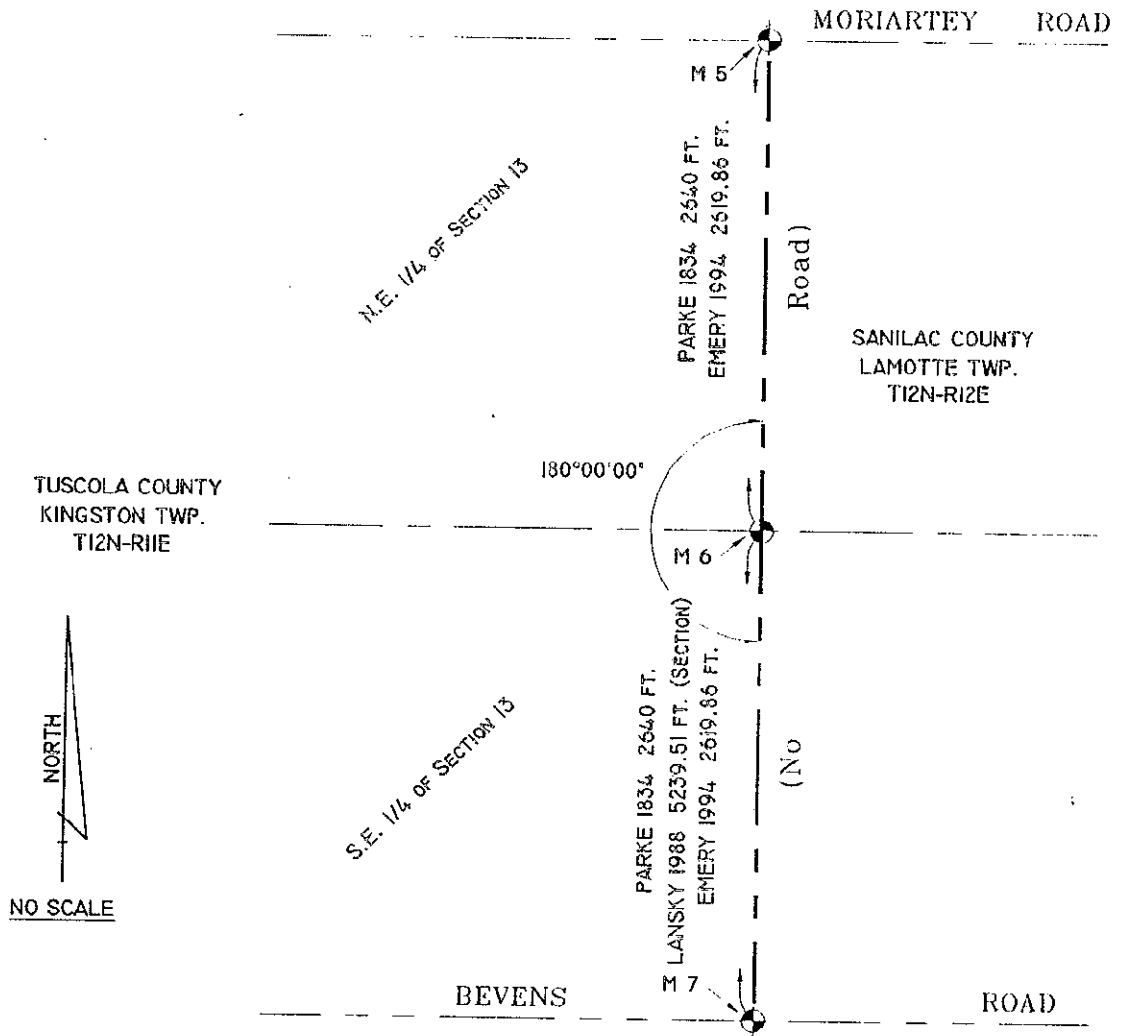 MORIARTEY ROAD
M 5
PARKE 1834 2640 FT.
EMERY 1994 2619.86 FT.
N.E. 1/4 OF SECTION 13
Road)
SANILAC COUNTY
LAMOTTE TWP.
T12N-R12E
180°00'00"
TUSCOLA COUNTY
KINGSTON TWP.
T12N-R11E
M 6
NORTH
NO SCALE
S.E. 1/4 OF SECTION 13
PARKE 1834 2640 FT.
LANSKY 1988 5239.51 FT. (SECTION)
EMERY 1994 2619.86 FT.
(No
M 7
BEVENS ROAD